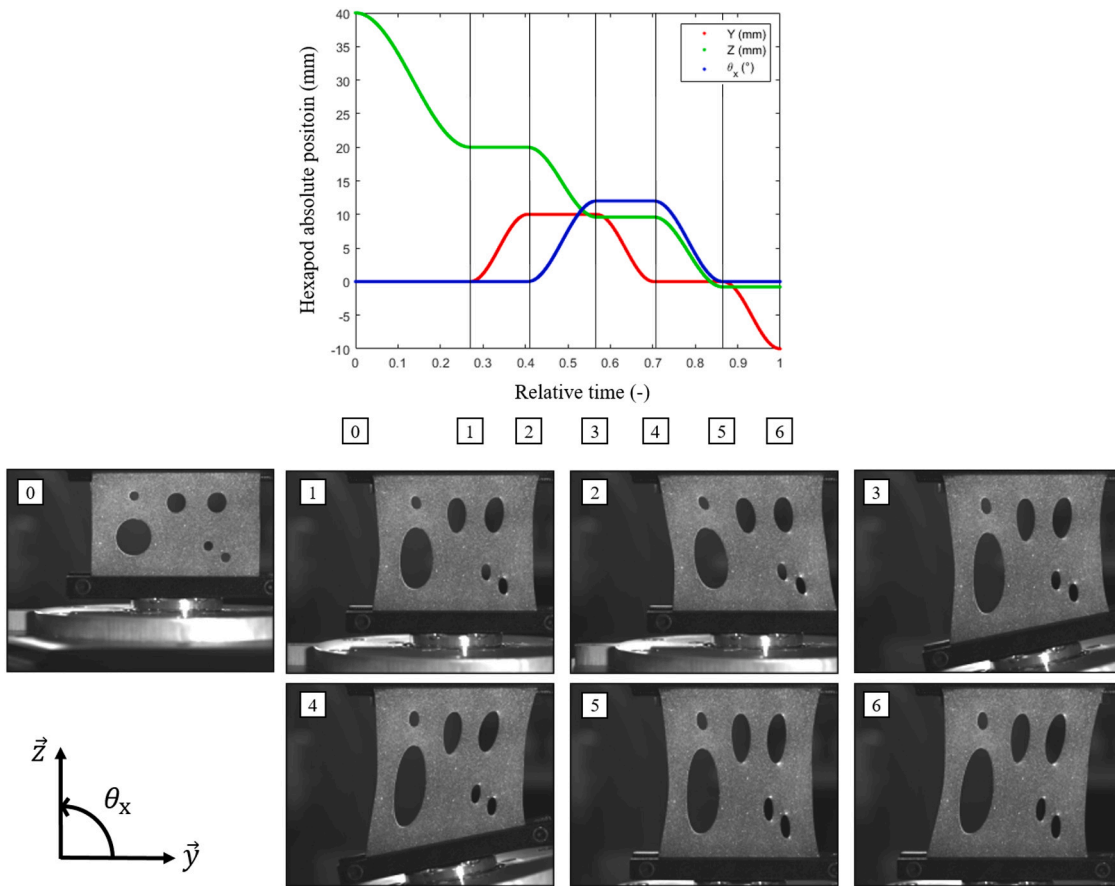 40
35
30
25
20
15
10
5
0
-5
-10
Hexapod absolute positoin (mm)
Y (mm)
Z (mm)
θx (°)
0 0.1 0.2 0.3 0.4 0.5 0.6 0.7 0.8 0.9 1
Relative time (-)
0 1 2 3 4 5 6
0
1
2
3
4
5
6
z⃗
θx
y⃗